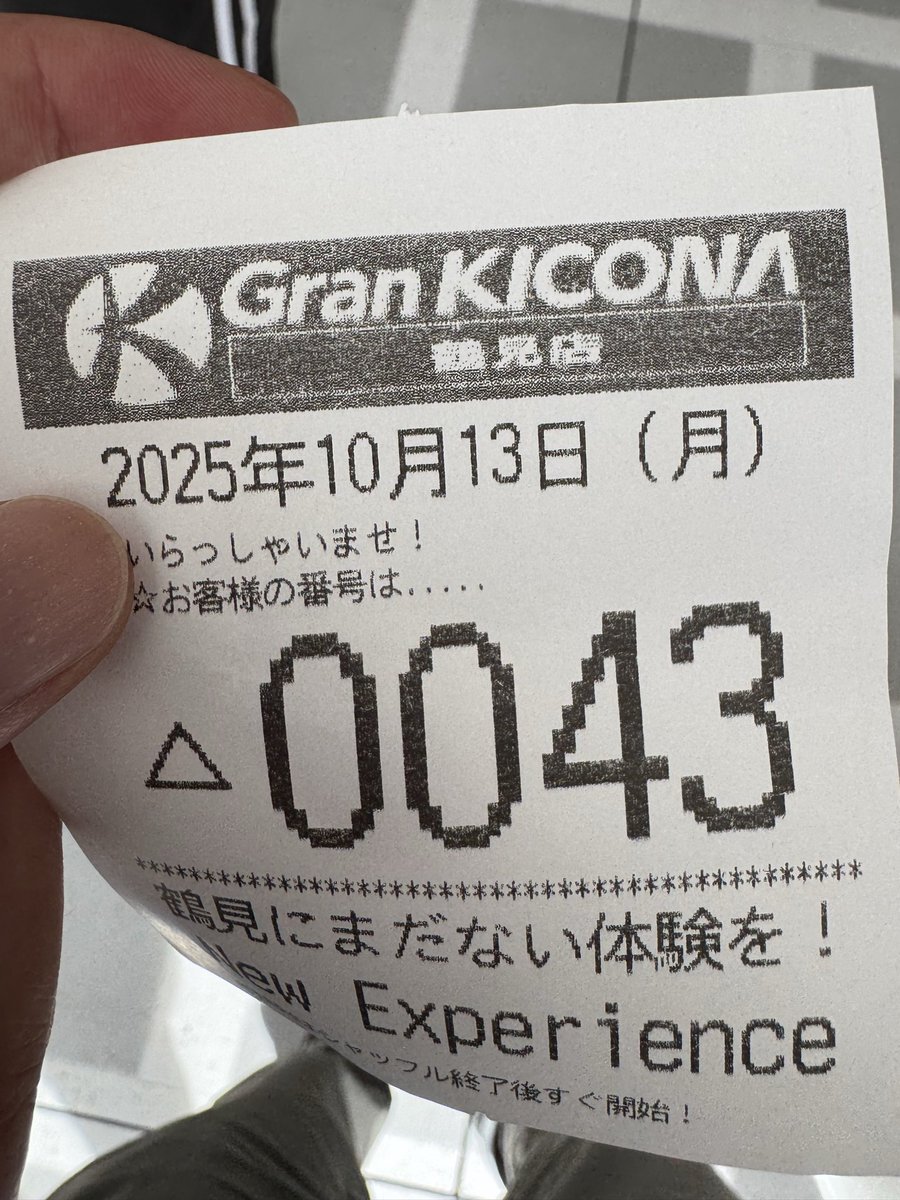 Gran KICONA
鶴見店
2025年10月13日（月）
いらっしゃいませ！
☆お客様の番号は.....
△0043
******************************************************
鶴見にまだない体験を！
New Experience
シャッフル終了後すぐ開始！